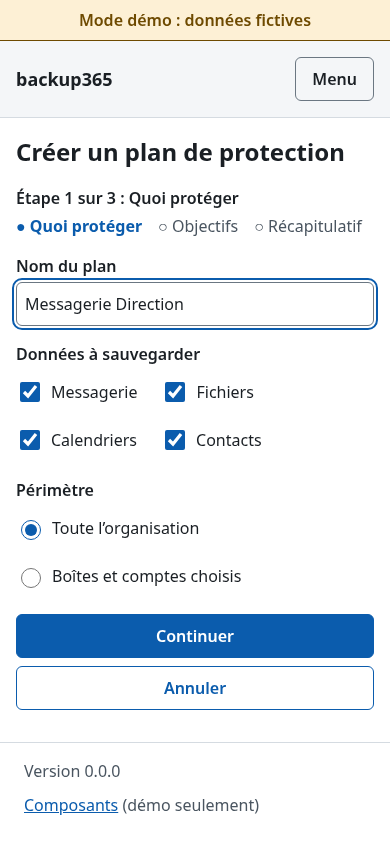 Mode démo : données fictives
backup365
Menu
Créer un plan de protection
Étape 1 sur 3 : Quoi protéger
● Quoi protéger ○ Objectifs ○ Récapitulatif
Nom du plan
Messagerie Direction
Données à sauvegarder
Messagerie Fichiers
Calendriers Contacts
Périmètre
Toute l’organisation
Boîtes et comptes choisis
Continuer
Annuler
Version 0.0.0
Composants (démo seulement)